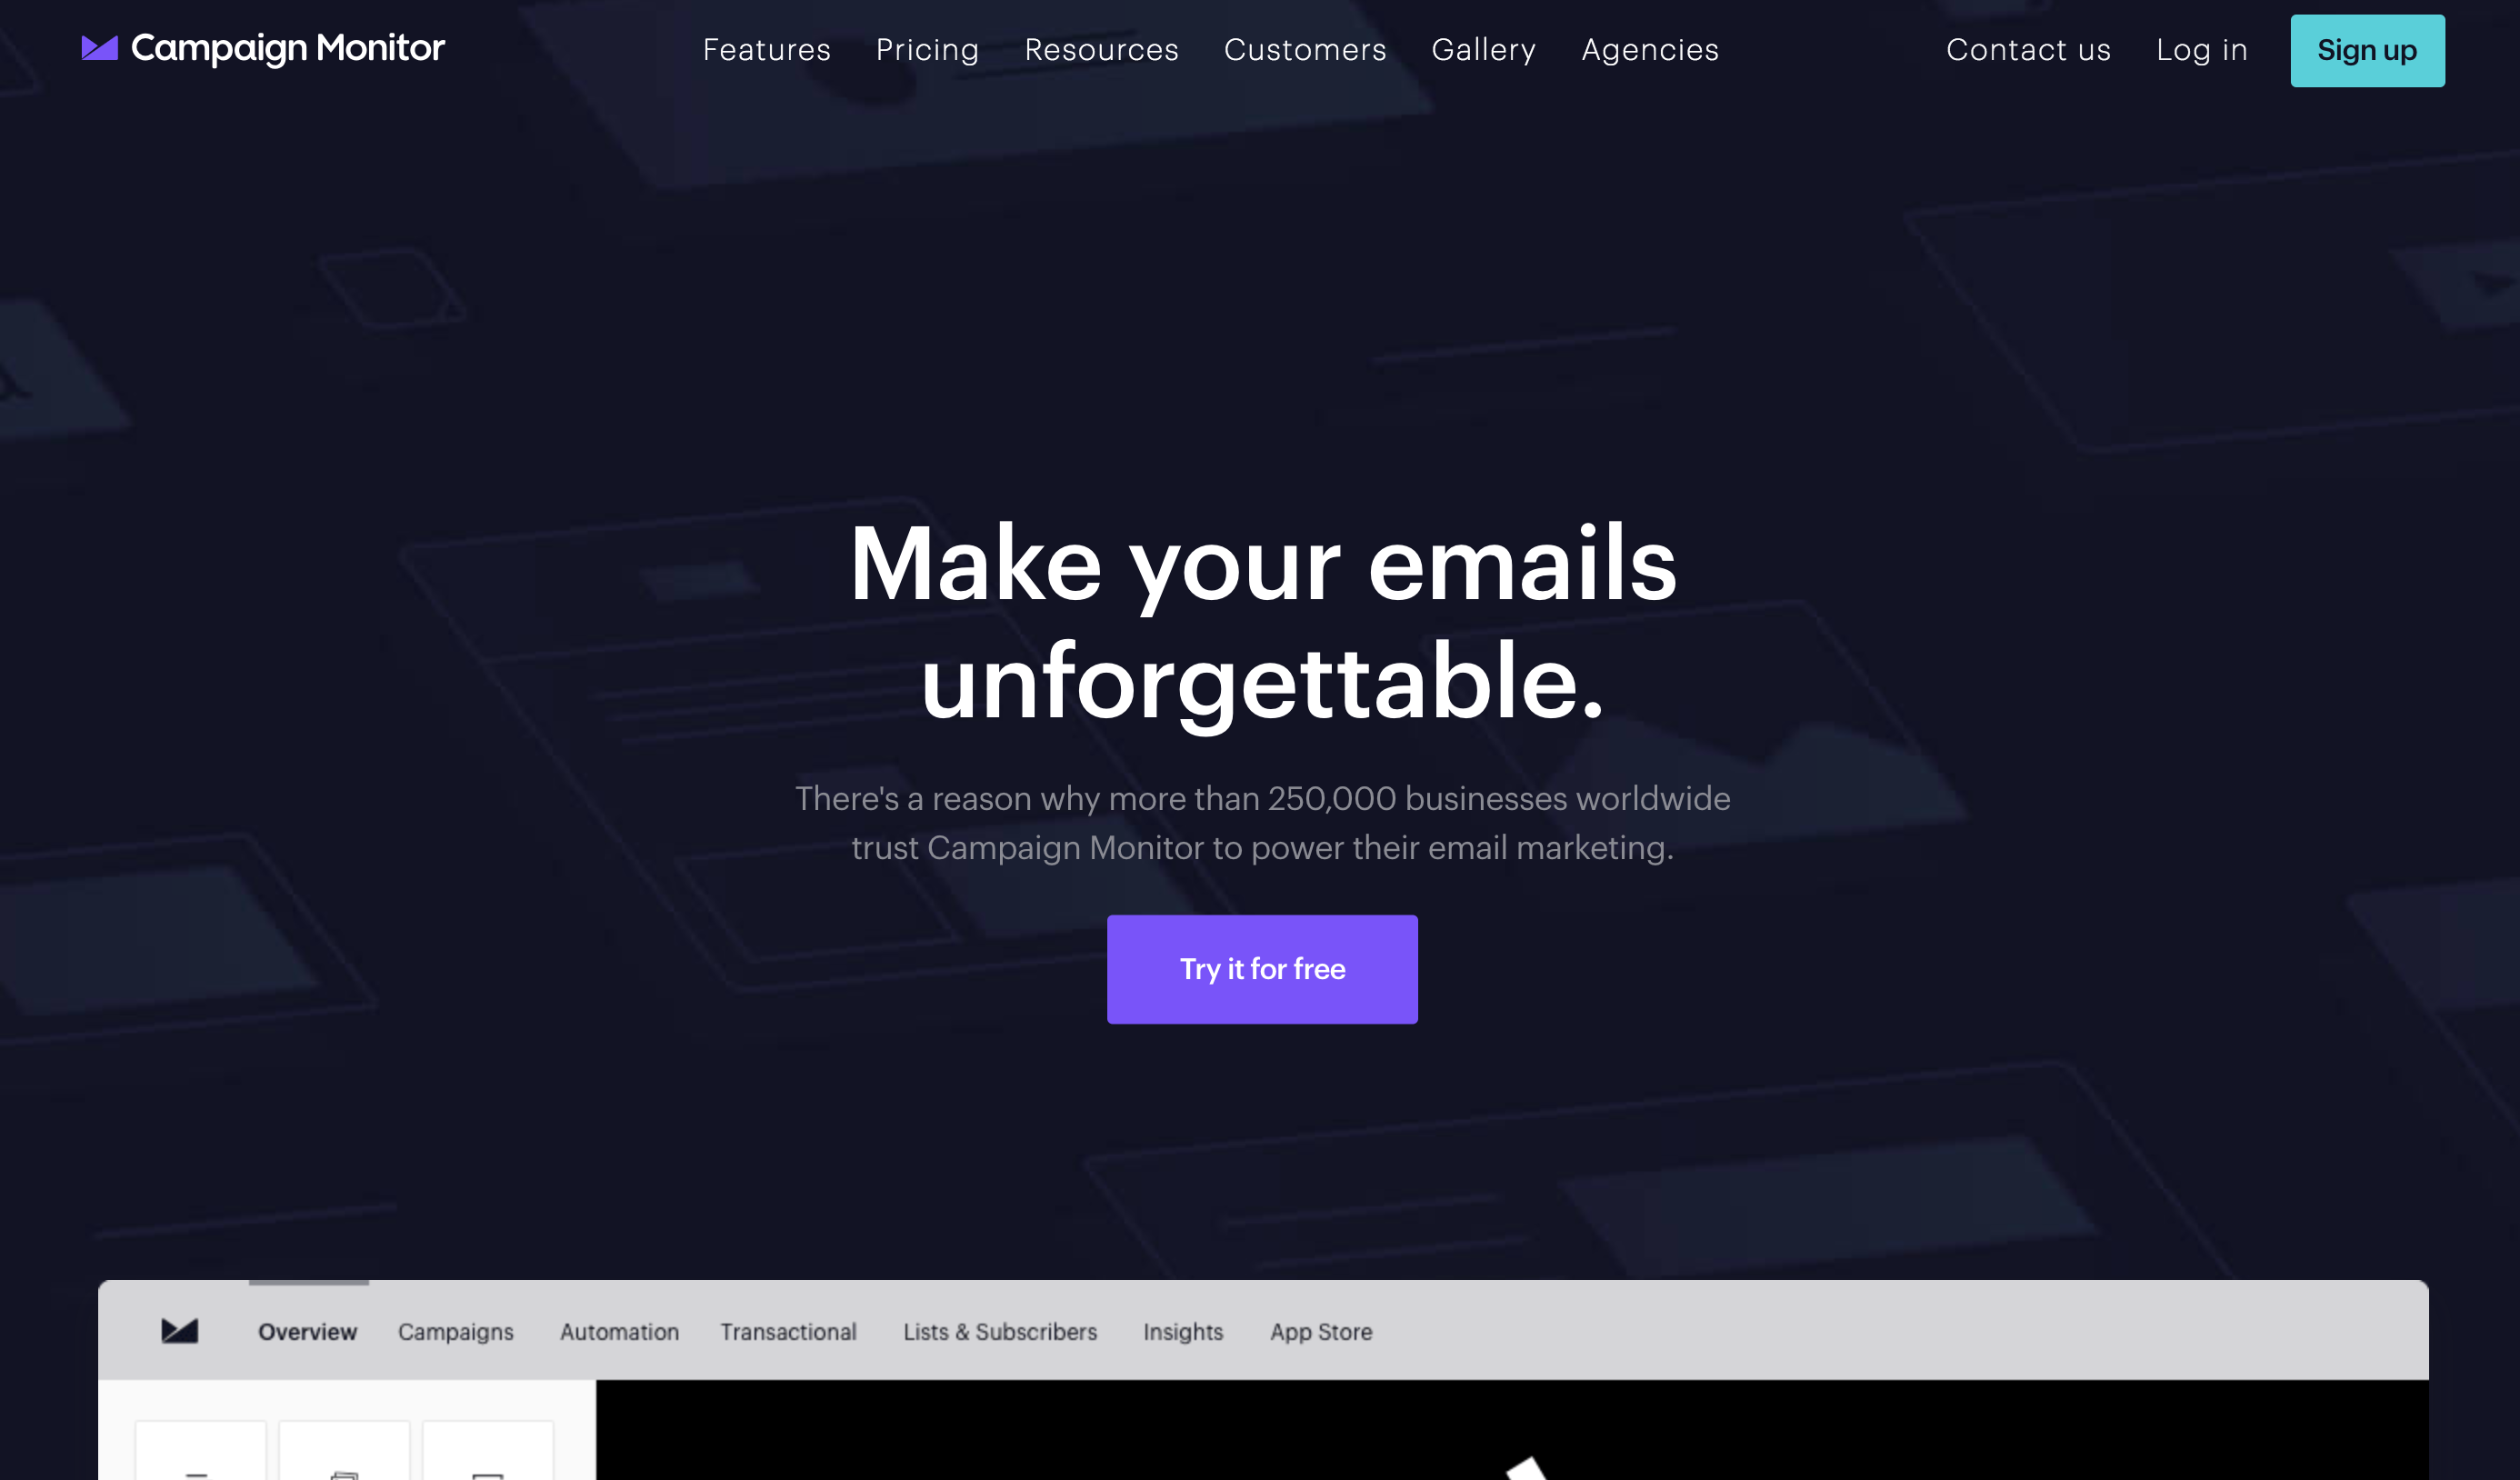 Campaign Monitor
Features Pricing Resources Customers Gallery Agencies
Contact us Log in Sign up
Make your emails
unforgettable.
There's a reason why more than 250,000 businesses worldwide
trust Campaign Monitor to power their email marketing.
Try it for free
Overview Campaigns Automation Transactional Lists & Subscribers Insights App Store